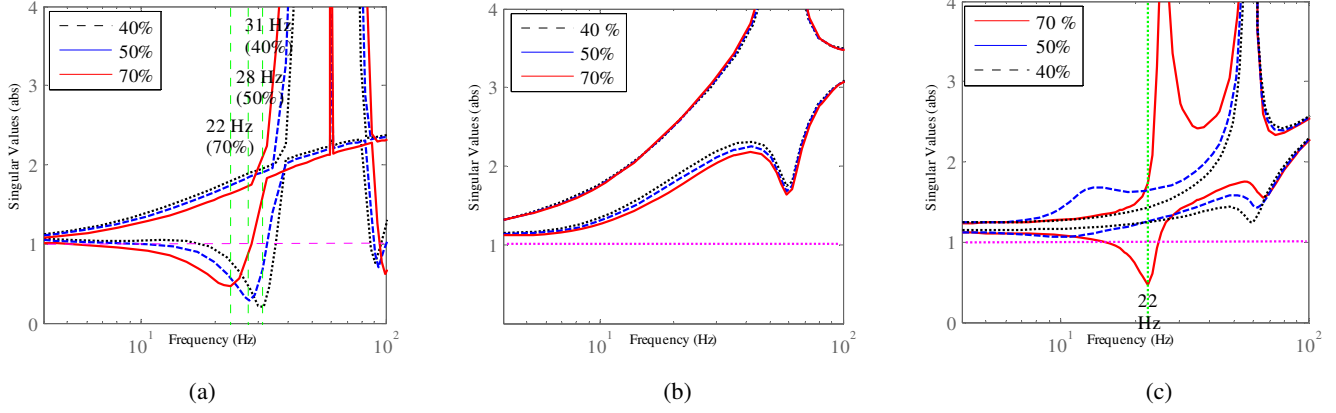 4
3
2
1
0
Singular Values (abs)
40%
50%
70%
31 Hz
(40%
28 Hz
(50%)
22 Hz
(70%)
10^1
Frequency (Hz)
10^2
(a)
4
3
2
1
0
Singular Values (abs)
40 %
50%
70%
10^1
Frequency (Hz)
10^2
(b)
4
3
2
1
0
Singular Values (abs)
70 %
50%
40%
22
Hz
10^1
Frequency (Hz)
10^2
(c)